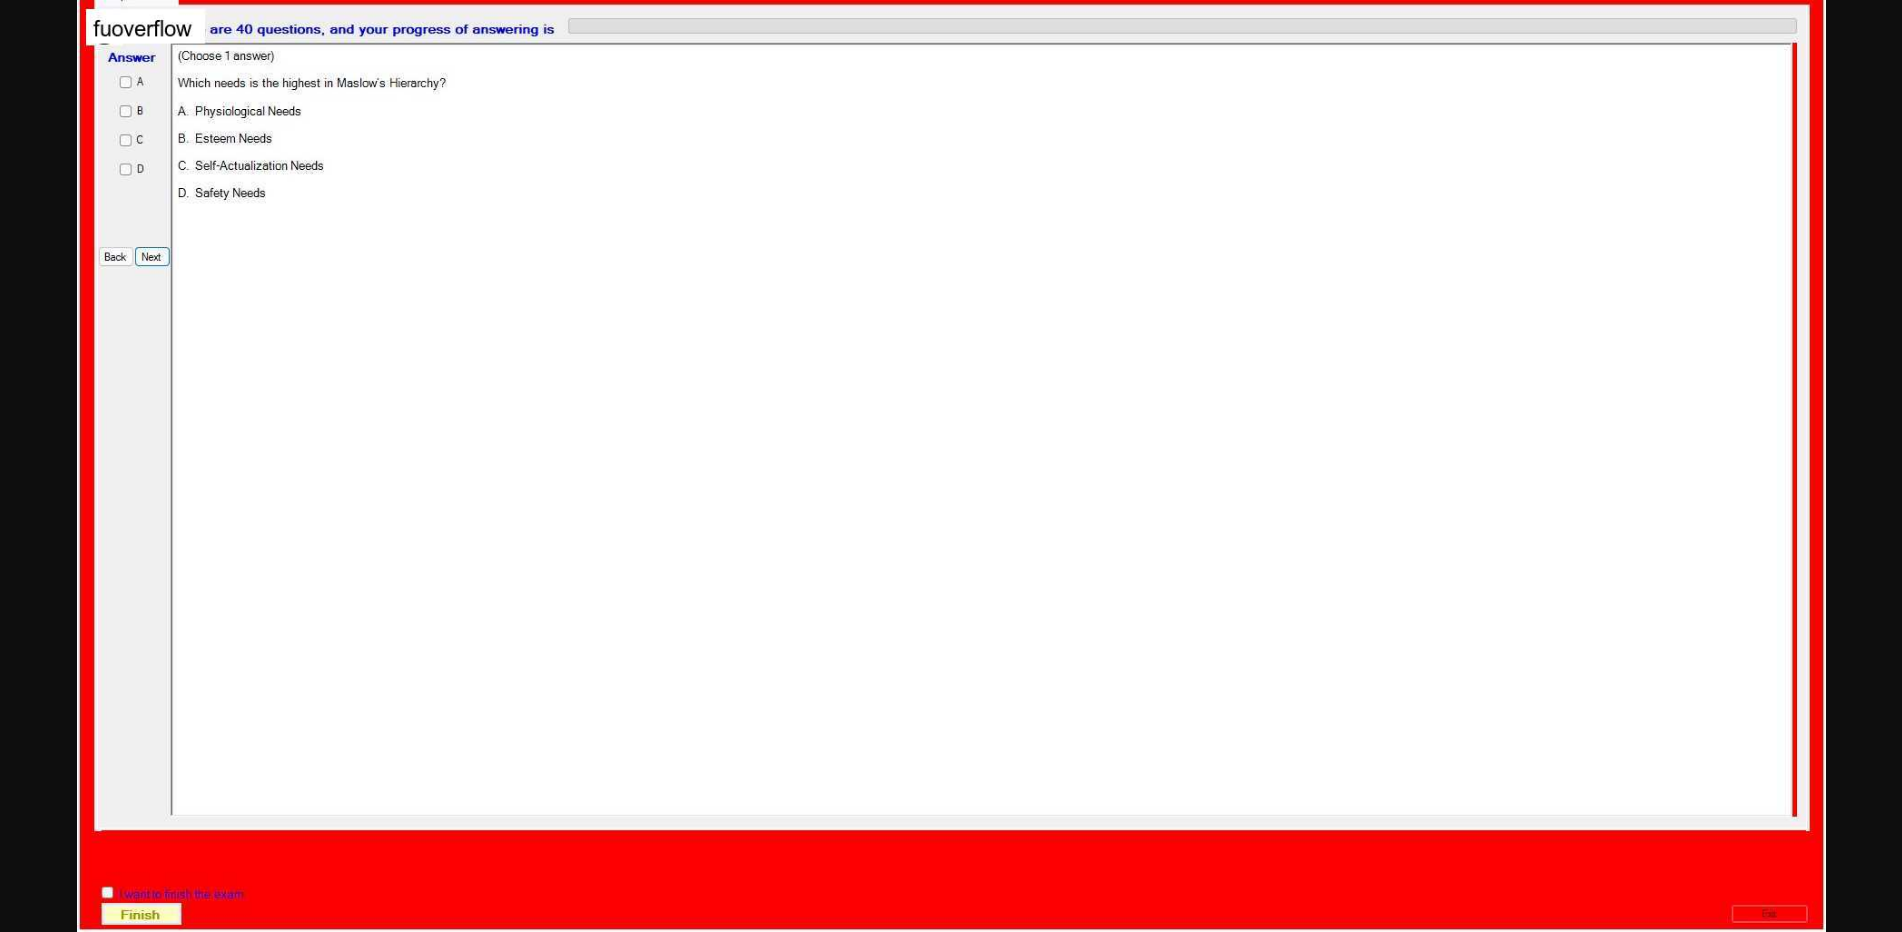 fuoverflow are 40 questions, and your progress of answering is
Answer
A
B
C
D
Back Next
(Choose 1 answer)
Which needs is the highest in Maslow's Hierarchy?
A. Physiological Needs
B. Esteem Needs
C. Self-Actualization Needs
D. Safety Needs
I want to finish the exam
Finish
Exit